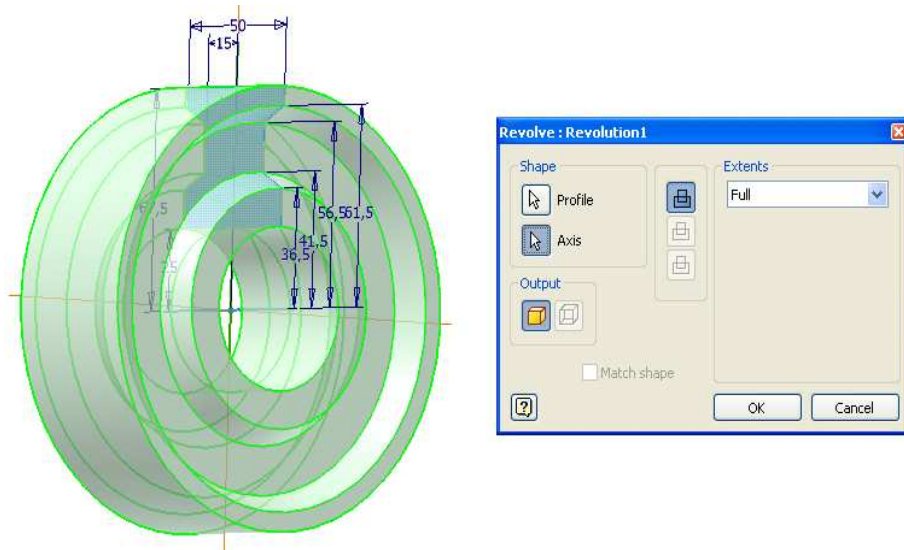 50
15
67,5
56,5 61,5
41,5
36,5
Revolve : Revolution1
Shape
Profile
Axis
Output
Match shape
Extents
Full
OK
Cancel